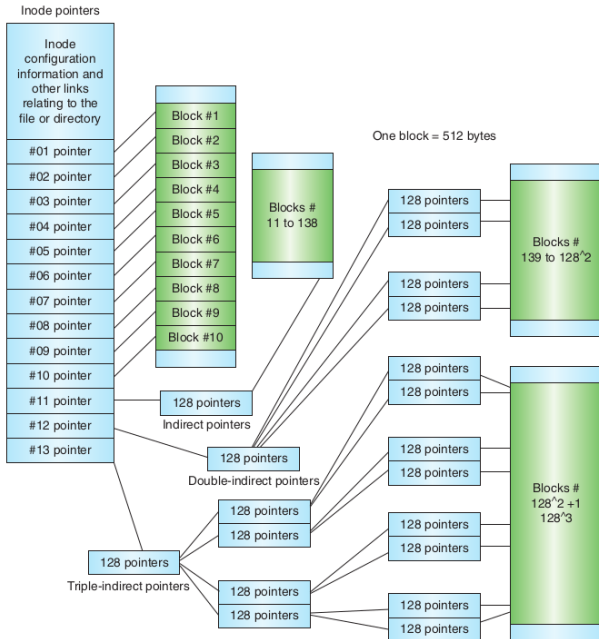 Inode pointers
Inode
configuration
information and
other links
relating to the
file or directory
#01 pointer
#02 pointer
#03 pointer
#04 pointer
#05 pointer
#06 pointer
#07 pointer
#08 pointer
#09 pointer
#10 pointer
#11 pointer
#12 pointer
#13 pointer
Block #1
Block #2
Block #3
Block #4
Block #5
Block #6
Block #7
Block #8
Block #9
Block #10
Blocks #
11 to 138
128 pointers
Indirect pointers
128 pointers
Double-indirect pointers
128 pointers
Triple-indirect pointers
128 pointers
128 pointers
128 pointers
128 pointers
One block = 512 bytes
128 pointers
128 pointers
128 pointers
128 pointers
128 pointers
128 pointers
128 pointers
128 pointers
128 pointers
128 pointers
128 pointers
128 pointers
Blocks #
139 to 128^2
Blocks #
128^2 +1
128^3